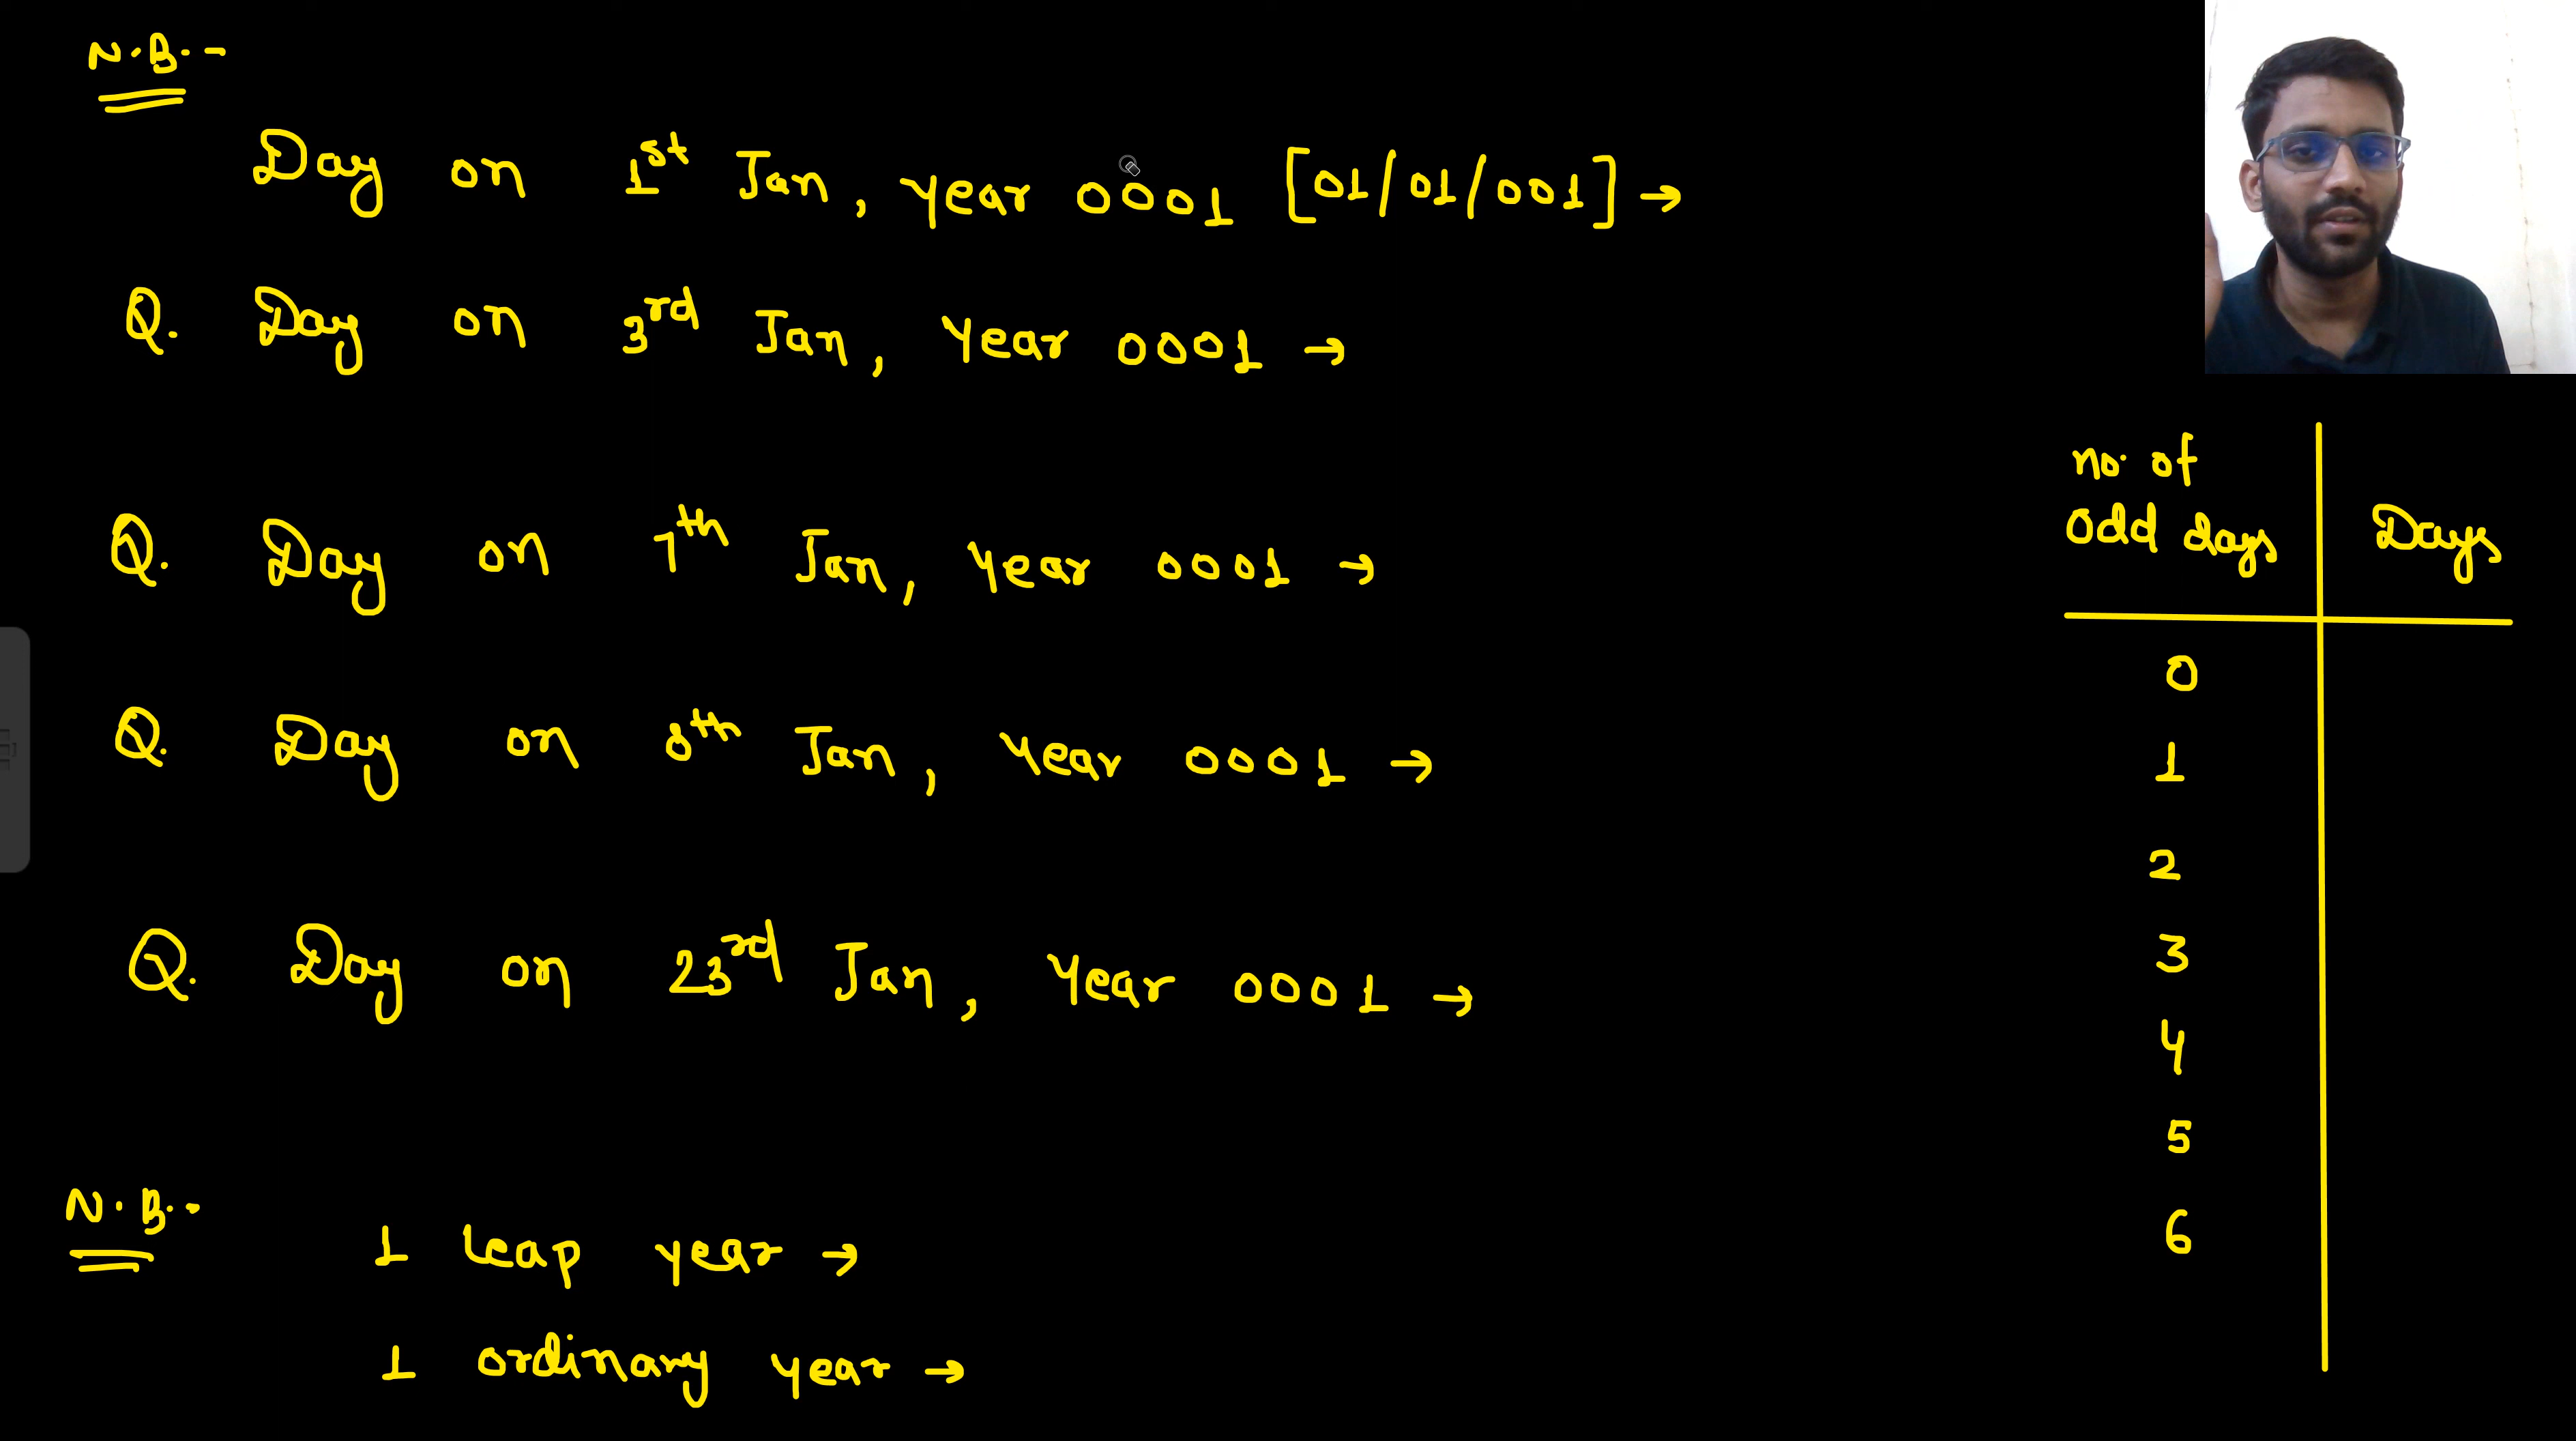 N.B.-
Day on 1st Jan, year 0001 [01/01/001] →
Q. Day on 3rd Jan, Year 0001 →
Q. Day on 7th Jan, Year 0001 →
Q. Day on 8th Jan, Year 0001 →
Q. Day on 23rd Jan, Year 0001 →
N.B.-
1 leap year →
1 ordinary year →
no. of odd days | Days
0
1
2
3
4
5
6